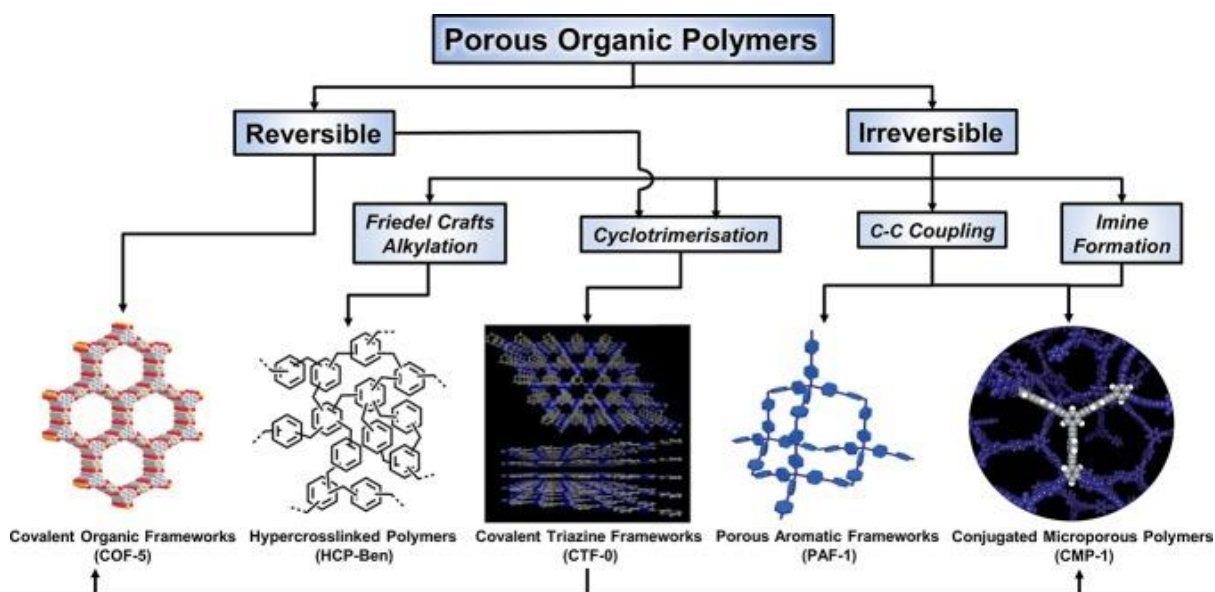 Porous Organic Polymers
Reversible
Irreversible
Friedel Crafts
Alkylation
Cyclotrimerisation
C-C Coupling
Imine
Formation
Covalent Organic Frameworks
(COF-5)
Hypercrosslinked Polymers
(HCP-Ben)
Covalent Triazine Frameworks
(CTF-0)
Porous Aromatic Frameworks
(PAF-1)
Conjugated Microporous Polymers
(CMP-1)